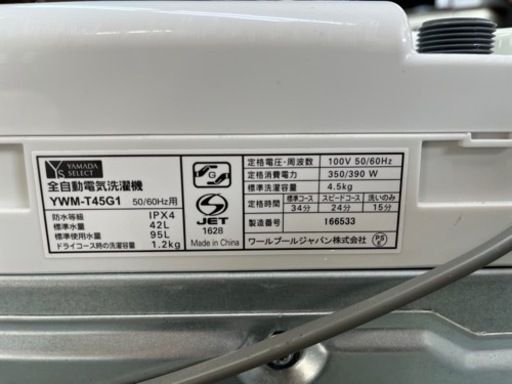 YS YAMADA SELECT
全自動電気洗濯機
YWM-T45G1 50/60Hz用
防水等級 IPX4
標準水量 42L
標準使用水量 95L
ドライコース時の洗濯容量 1.2kg
G
S
JET
1628
Made in China
定格電圧・周波数 100V 50/60Hz
定格消費電力 350/390 W
標準洗濯容量 4.5kg
定格時間 標準コース 34分 スピードコース 24分 洗いのみ 15分
製造番号 166533
ワールプールジャパン株式会社
PS E